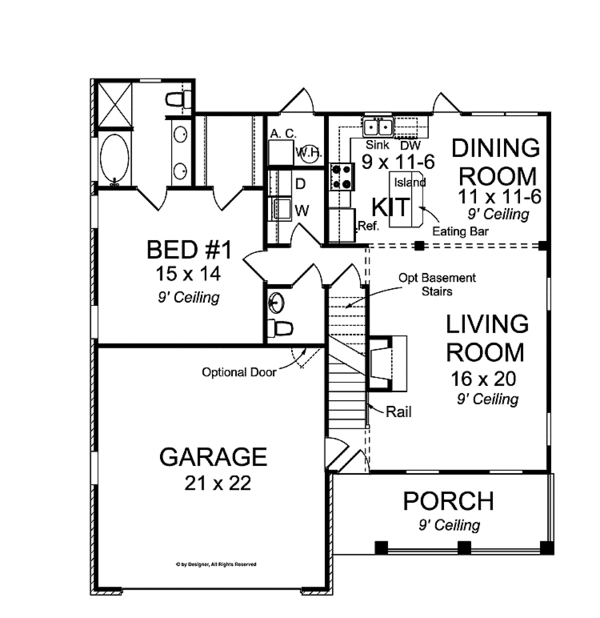 A. C.
W.H.
Sink DW
9 x 11-6
Island
KIT
Ref.
Eating Bar
DINING
ROOM
11 x 11-6
9' Ceiling
D
W
BED #1
15 x 14
9' Ceiling
Opt Basement
Stairs
LIVING
ROOM
16 x 20
9' Ceiling
Optional Door
Rail
GARAGE
21 x 22
PORCH
9' Ceiling
© by Designer, All Rights Reserved